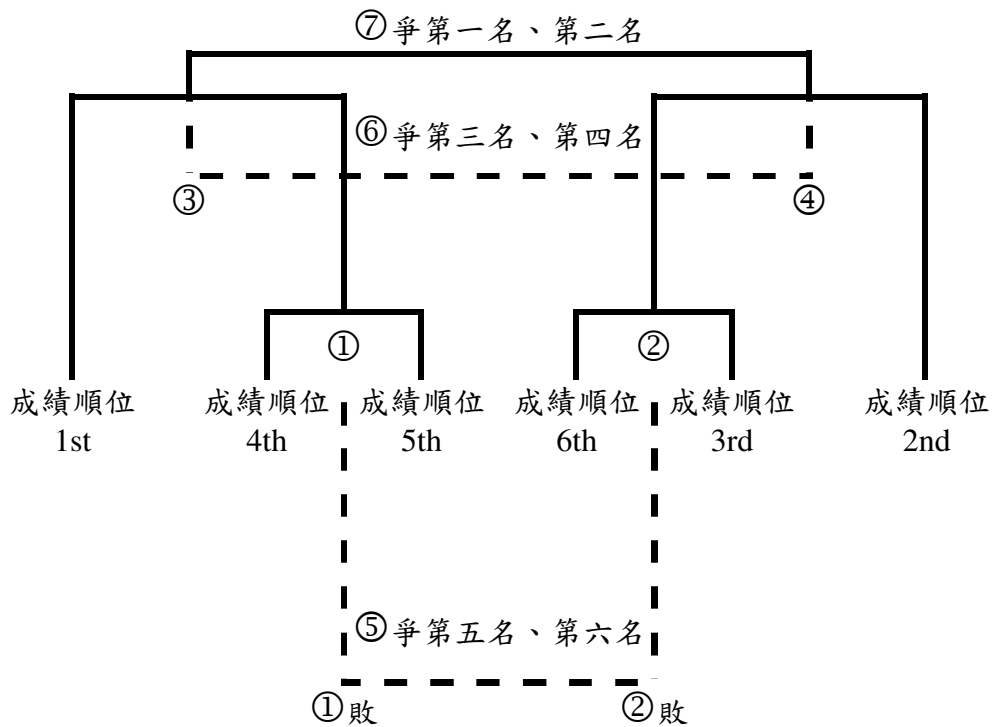 ⑦爭第一名、第二名
⑥爭第三名、第四名
③
④
①
②
成績順位
1st
成績順位
4th
成績順位
5th
成績順位
6th
成績順位
3rd
成績順位
2nd
⑤爭第五名、第六名
①敗
②敗